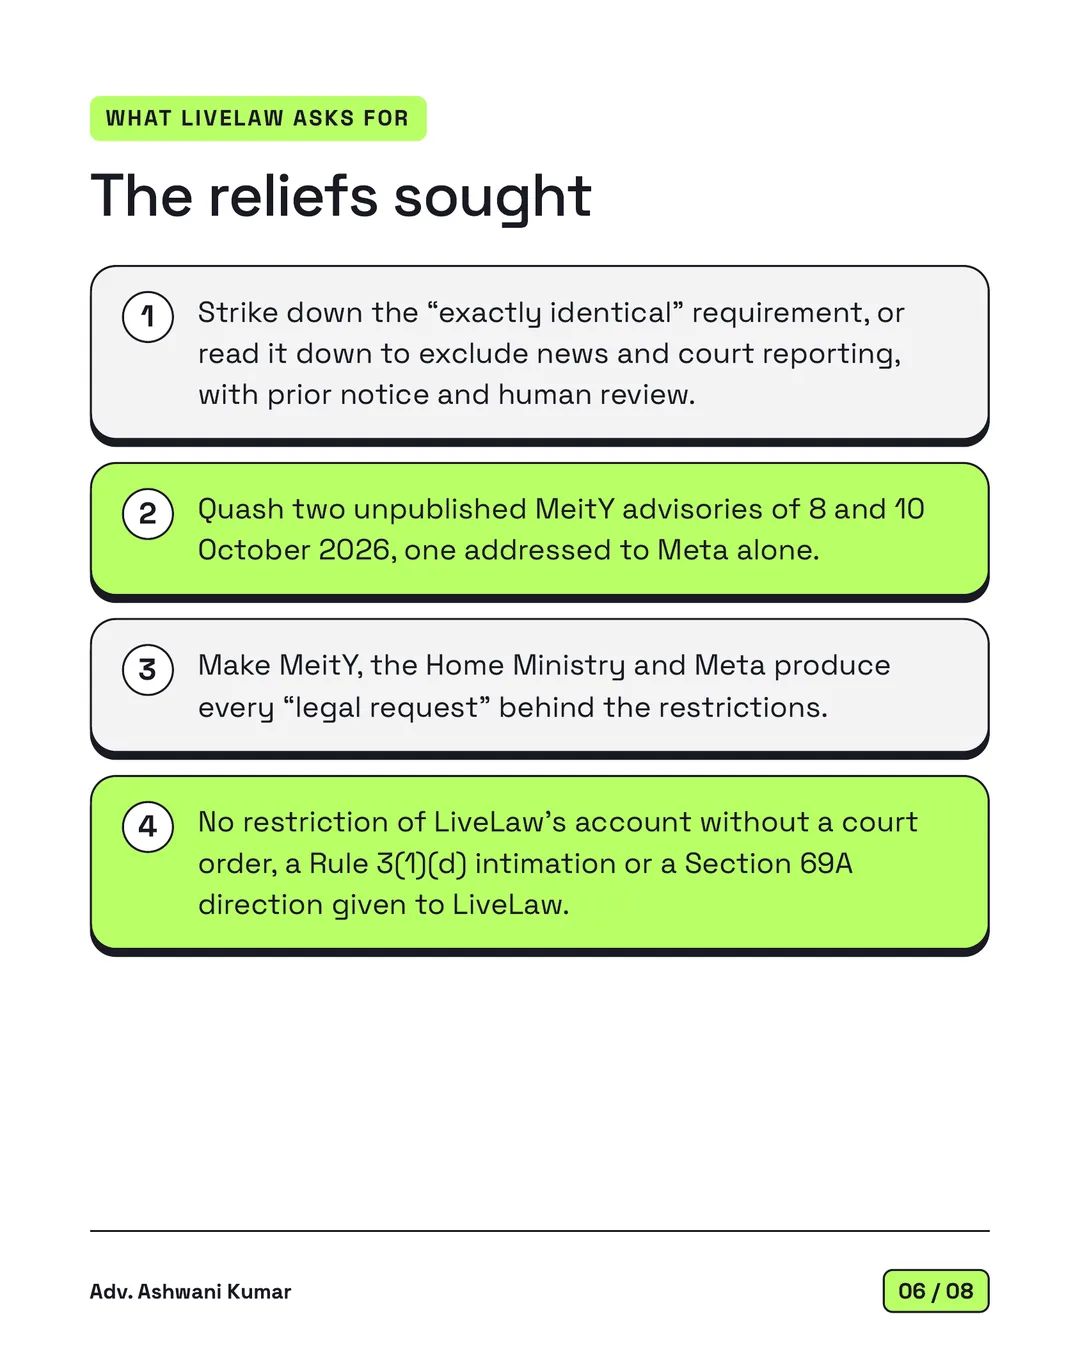 WHAT LIVELAW ASKS FOR
The reliefs sought
1
Strike down the “exactly identical” requirement, or
read it down to exclude news and court reporting,
with prior notice and human review.
2
Quash two unpublished MeitY advisories of 8 and 10
October 2026, one addressed to Meta alone.
3
Make MeitY, the Home Ministry and Meta produce
every “legal request” behind the restrictions.
4
No restriction of LiveLaw’s account without a court
order, a Rule 3(1)(d) intimation or a Section 69A
direction given to LiveLaw.
Adv. Ashwani Kumar
06 / 08